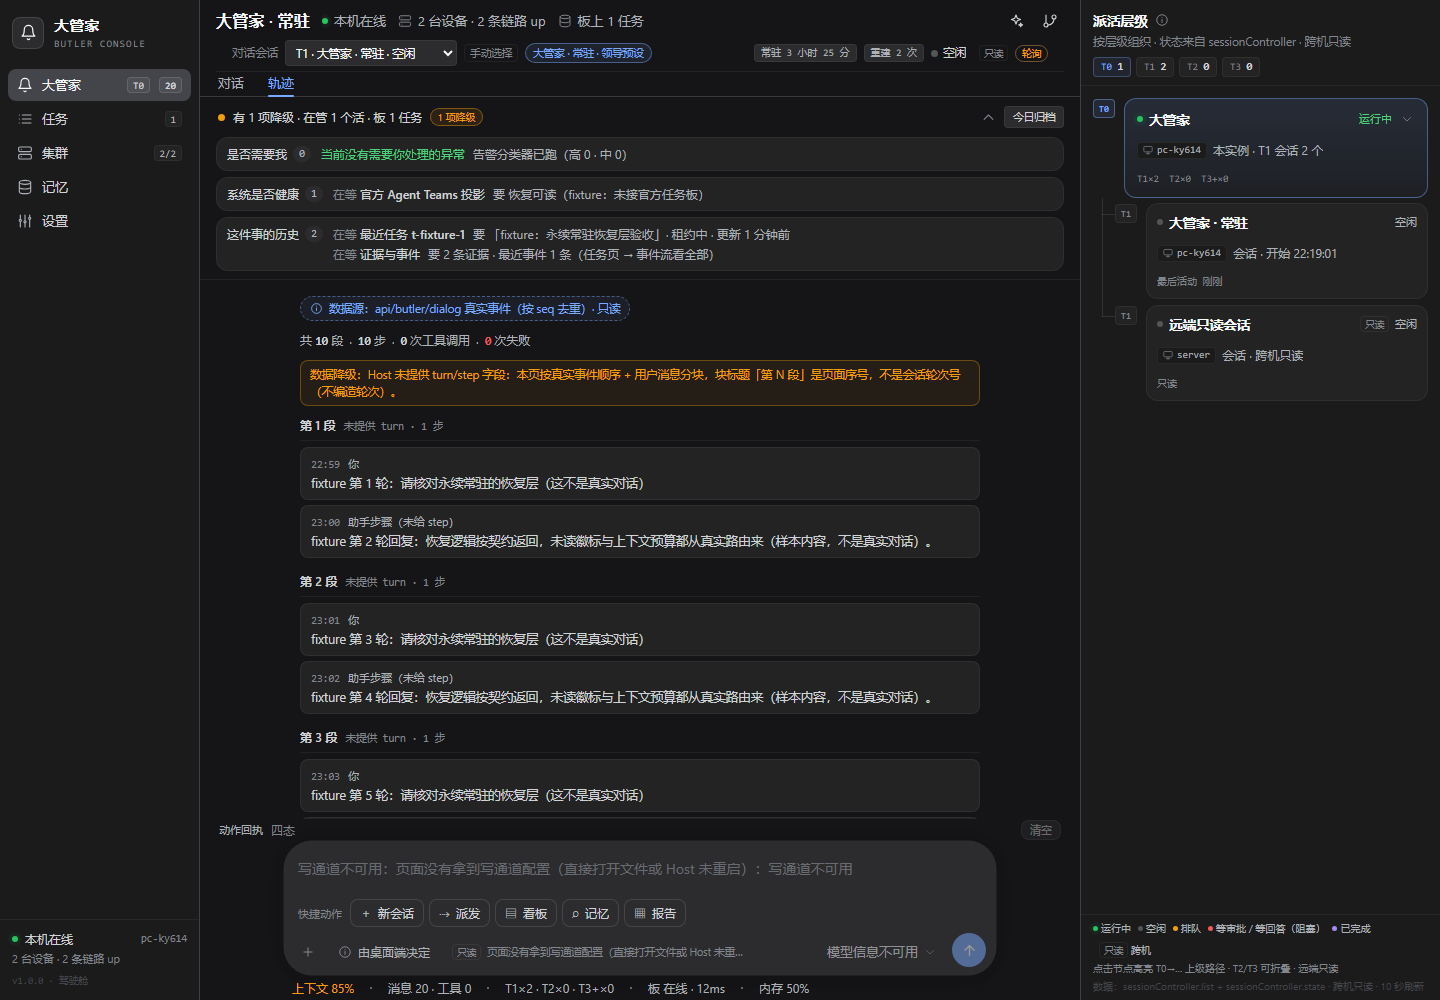 大管家
BUTLER CONSOLE
大管家 T0 20
任务 1
集群 2/2
记忆
设置
本机在线 pc-ky614
2 台设备 · 2 条链路 up
v1.0.0 · 驾驶舱
大管家 · 常驻 本机在线 2 台设备 · 2 条链路 up 板上 1 任务
对话会话 T1 · 大管家 · 常驻 · 空闲 手动选择 大管家 · 常驻 · 领导预设 常驻 3 小时 25 分 重建 2 次 空闲 只读 轮询
对话 轨迹
有 1 项降级 · 在管 1 个活 · 板 1 任务 1 项降级 今日归档
是否需要我 0 当前没有需要你处理的异常 告警分类器已跑（高 0 · 中 0）
系统是否健康 1 在等 官方 Agent Teams 投影 要 恢复可读（fixture：未接官方任务板）
这件事的历史 2 在等 最近任务 t-fixture-1 要 「fixture：永续常驻恢复层验收」· 租约中 · 更新 1 分钟前
在等 证据与事件 要 2 条证据 · 最近事件 1 条（任务页 → 事件流看全部）
数据源：api/butler/dialog 真实事件（按 seq 去重）· 只读
共 10 段 · 10 步 · 0 次工具调用 · 0 次失败
数据降级：Host 未提供 turn/step 字段：本页按真实事件顺序 + 用户消息分块，块标题「第 N 段」是页面序号，不是会话轮次号
（不编造轮次）。
第 1 段 未提供 turn · 1 步
22:59 你
fixture 第 1 轮：请核对永续常驻的恢复层（这不是真实对话）
23:00 助手步骤（未给 step）
fixture 第 2 轮回复：恢复逻辑按契约返回，未读徽标与上下文预算都从真实路由来（样本内容，不是真实对话）。
第 2 段 未提供 turn · 1 步
23:01 你
fixture 第 3 轮：请核对永续常驻的恢复层（这不是真实对话）
23:02 助手步骤（未给 step）
fixture 第 4 轮回复：恢复逻辑按契约返回，未读徽标与上下文预算都从真实路由来（样本内容，不是真实对话）。
第 3 段 未提供 turn · 1 步
23:03 你
fixture 第 5 轮：请核对永续常驻的恢复层（这不是真实对话）
动作回执 四态 清空
写通道不可用：页面没有拿到写通道配置（直接打开文件或 Host 未重启）：写通道不可用
快捷动作 + 新会话 派发 看板 记忆 报告
由桌面端决定 只读 页面没有拿到写通道配置（直接打开文件或 Host 未重... 模型信息不可用
上下文 85% · 消息 20 · 工具 0 · T1×2 · T2×0 · T3+×0 · 板 在线 · 12ms · 内存 50%
派活层级
按层级组织 · 状态来自 sessionController · 跨机只读
T0 1 T1 2 T2 0 T3 0
T0 大管家 运行中
pc-ky614 本实例 · T1 会话 2 个
T1×2 T2×0 T3+×0
T1 大管家 · 常驻 空闲
pc-ky614 会话 · 开始 22:19:01
最后活动 刚刚
T1 远端只读会话 只读 空闲
server 会话 · 跨机只读
只读
运行中 空闲 排队 等审批 / 等回答（阻塞） 已完成
只读 跨机
点击节点高亮 T0→... 上级路径 · T2/T3 可折叠 · 远端只读
数据：sessionController.list + sessionController.state · 跨机只读 · 10 秒刷新